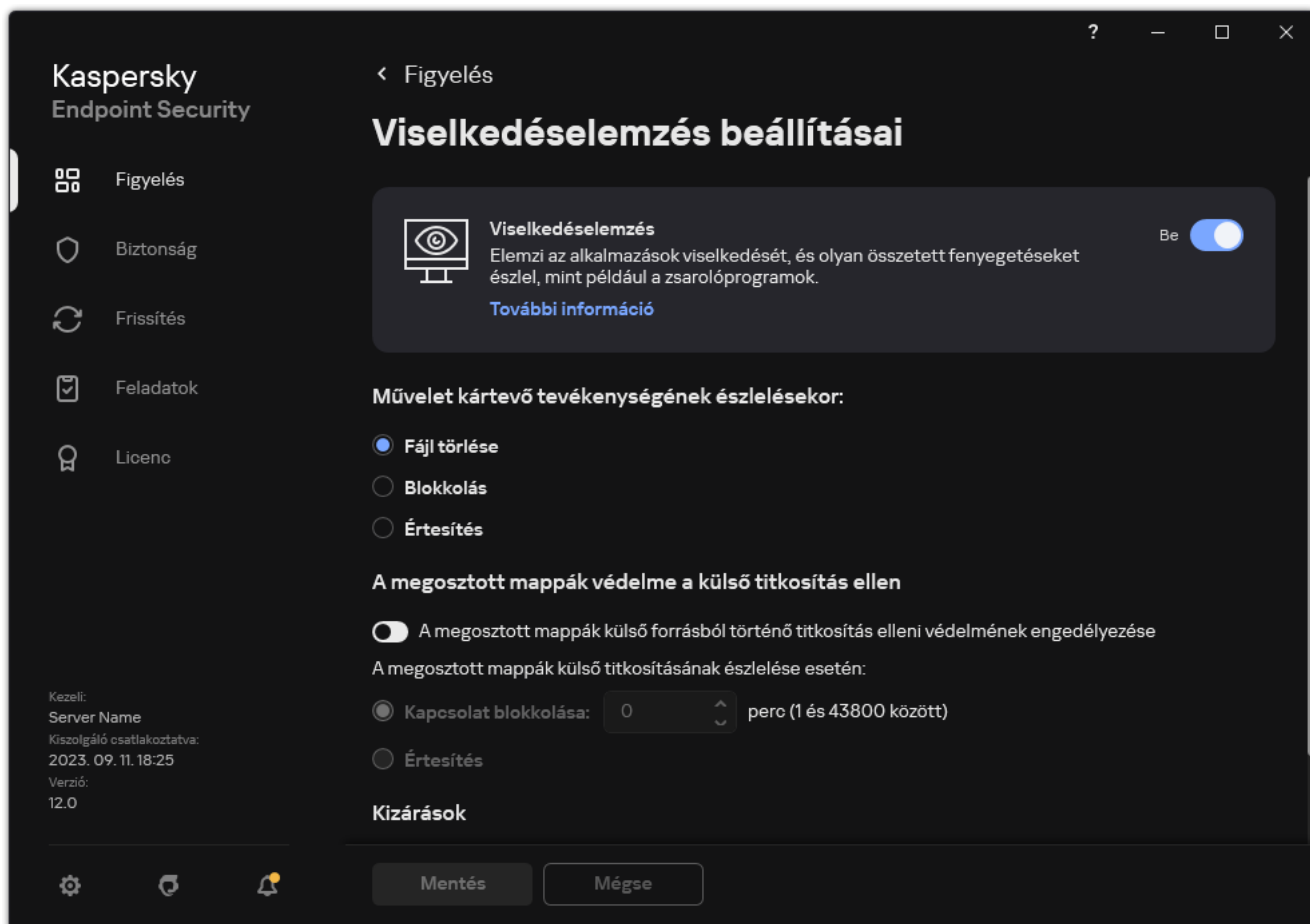 ?
Kaspersky
Endpoint Security
Figyelés
Biztonság
Frissítés
Feladatok
Licenc
Kezeli:
Server Name
Kiszolgáló csatlakoztatva:
2023. 09. 11. 18:25
Verzió:
12.0
Figyelés
Viselkedéselemzés beállításai
Viselkedéselemzés
Elemzi az alkalmazások viselkedését, és olyan összetett fenyegetéseket
észlel, mint például a zsarolóprogramok.
További információ
Be
Művelet kártevő tevékenységének észlelésekor:
Fájl törlése
Blokkolás
Értesítés
A megosztott mappák védelme a külső titkosítás ellen
A megosztott mappák külső forrásból történő titkosítás elleni védelmének engedélyezése
A megosztott mappák külső titkosításának észlelése esetén:
Kapcsolat blokkolása: 0 perc (1 és 43800 között)
Értesítés
Kizárások
Mentés Mégse